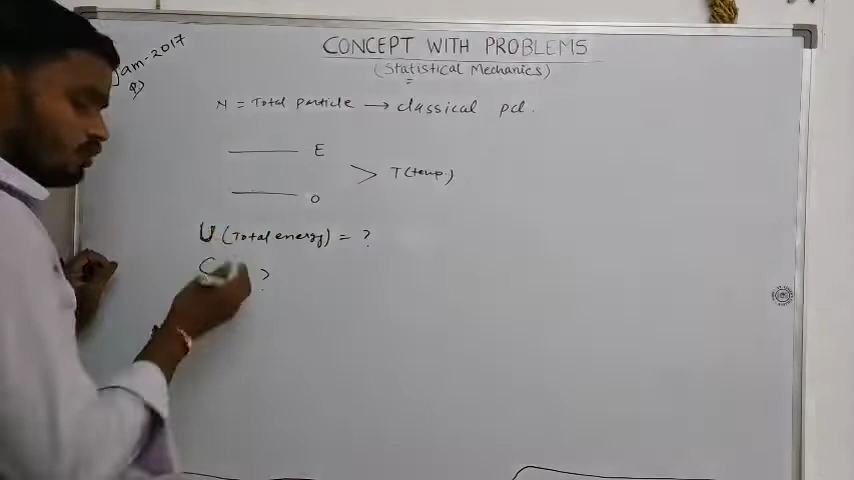 Jam-2017
Q)
CONCEPT WITH PROBLEMS
(Statistical Mechanics)
N = Total particle → classical pcl.
E
> T(temp.)
0
U (Total energy) = ?
C ?